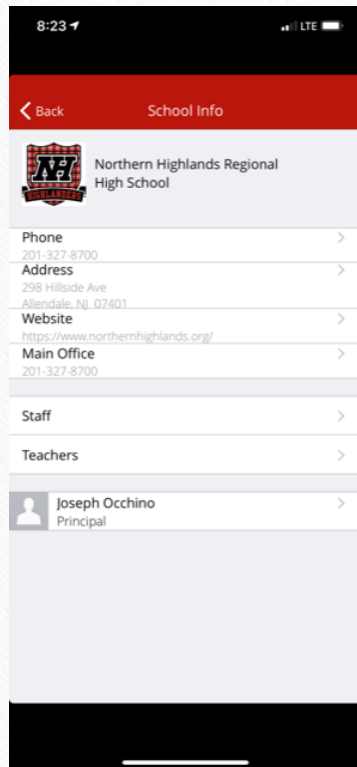 8:23
LTE
Back
School Info
NH
HIGHLANDERS
Northern Highlands Regional
High School
Phone
201-327-8700
Address
298 Hillside Ave
Allendale, NJ 07401
Website
https://www.northernhighlands.org/
Main Office
201-327-8700
Staff
Teachers
Joseph Occhino
Principal